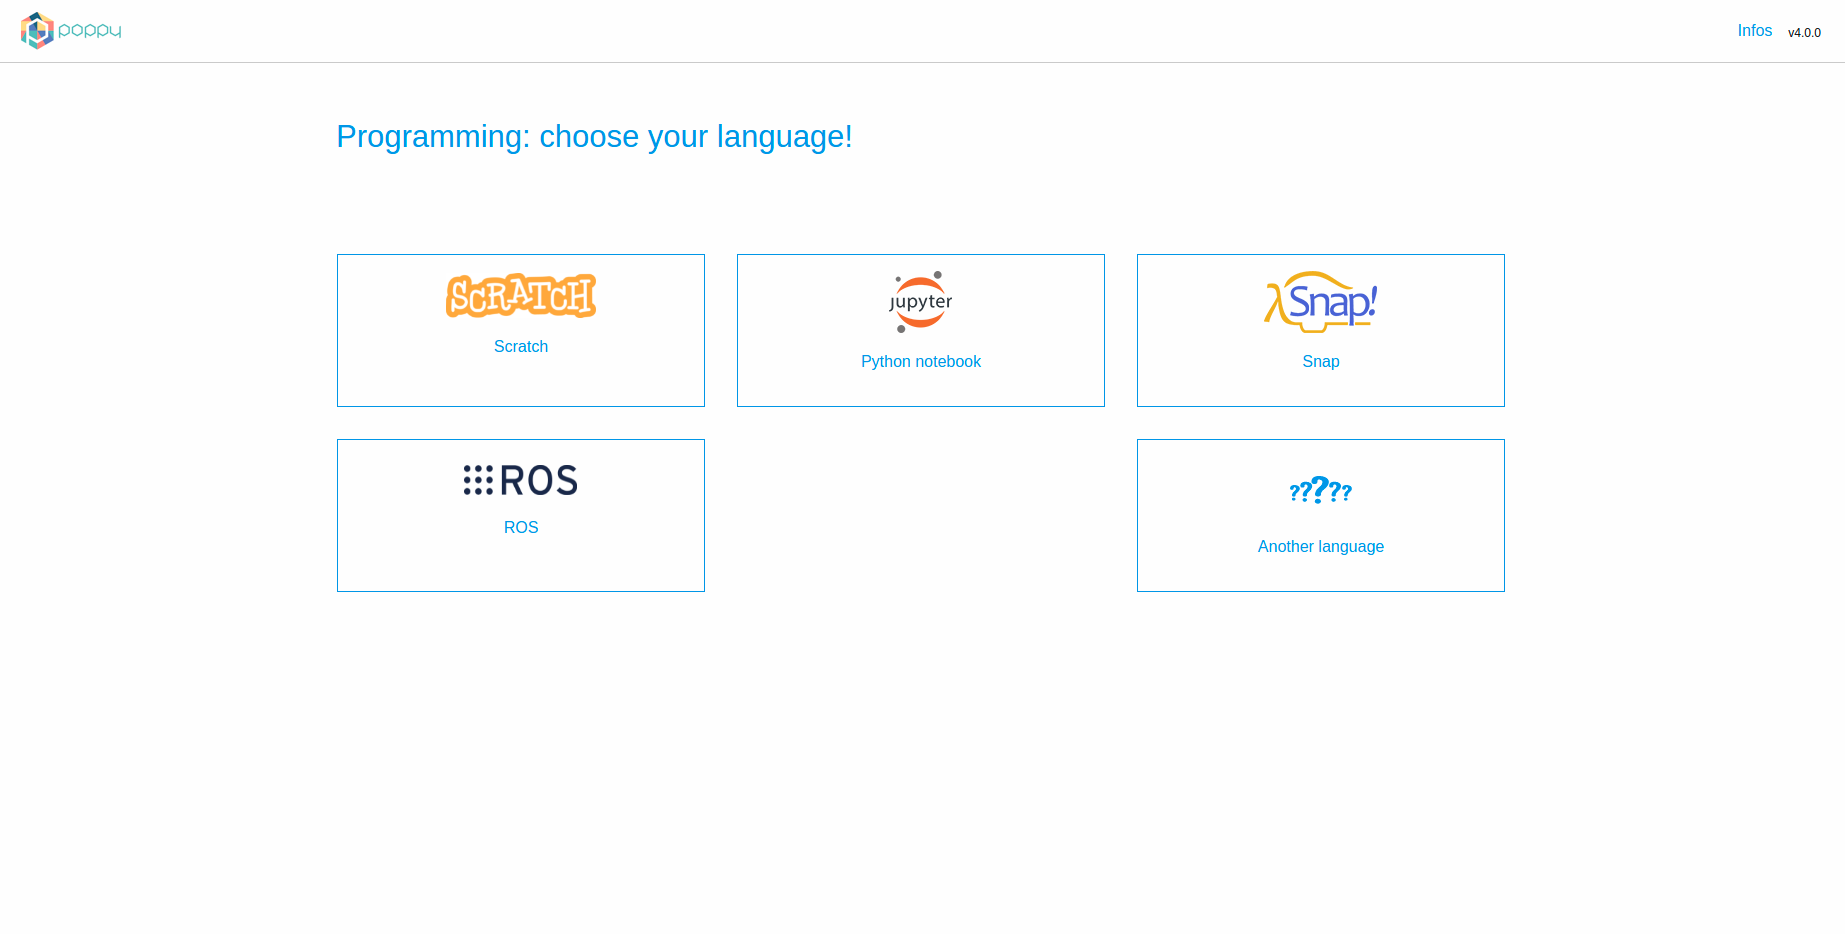 poppy
Infos v4.0.0
Programming: choose your language!
SCRATCH
Scratch
jupyter
Python notebook
λSnap!
Snap
ROS
ROS
?????
Another language